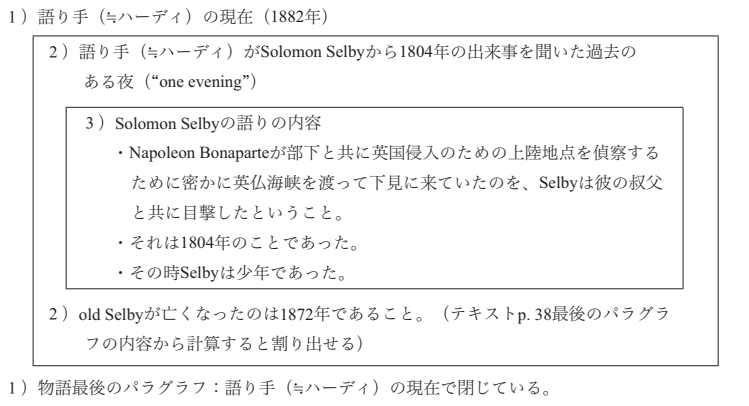 1）語り手（≒ハーディ）の現在（1882年）
2）語り手（≒ハーディ）がSolomon Selbyから1804年の出来事を聞いた過去の
ある夜（“one evening”）
3）Solomon Selbyの語りの内容
・Napoleon Bonaparteが部下と共に英国侵入のための上陸地点を偵察する
ために密かに英仏海峡を渡って下見に来ていたのを、Selbyは彼の叔父
と共に目撃したということ。
・それは1804年のことであった。
・その時Selbyは少年であった。
2）old Selbyが亡くなったのは1872年であること。（テキストp. 38最後のパラグラ
フの内容から計算すると割り出せる）
1）物語最後のパラグラフ：語り手（≒ハーディ）の現在で閉じている。